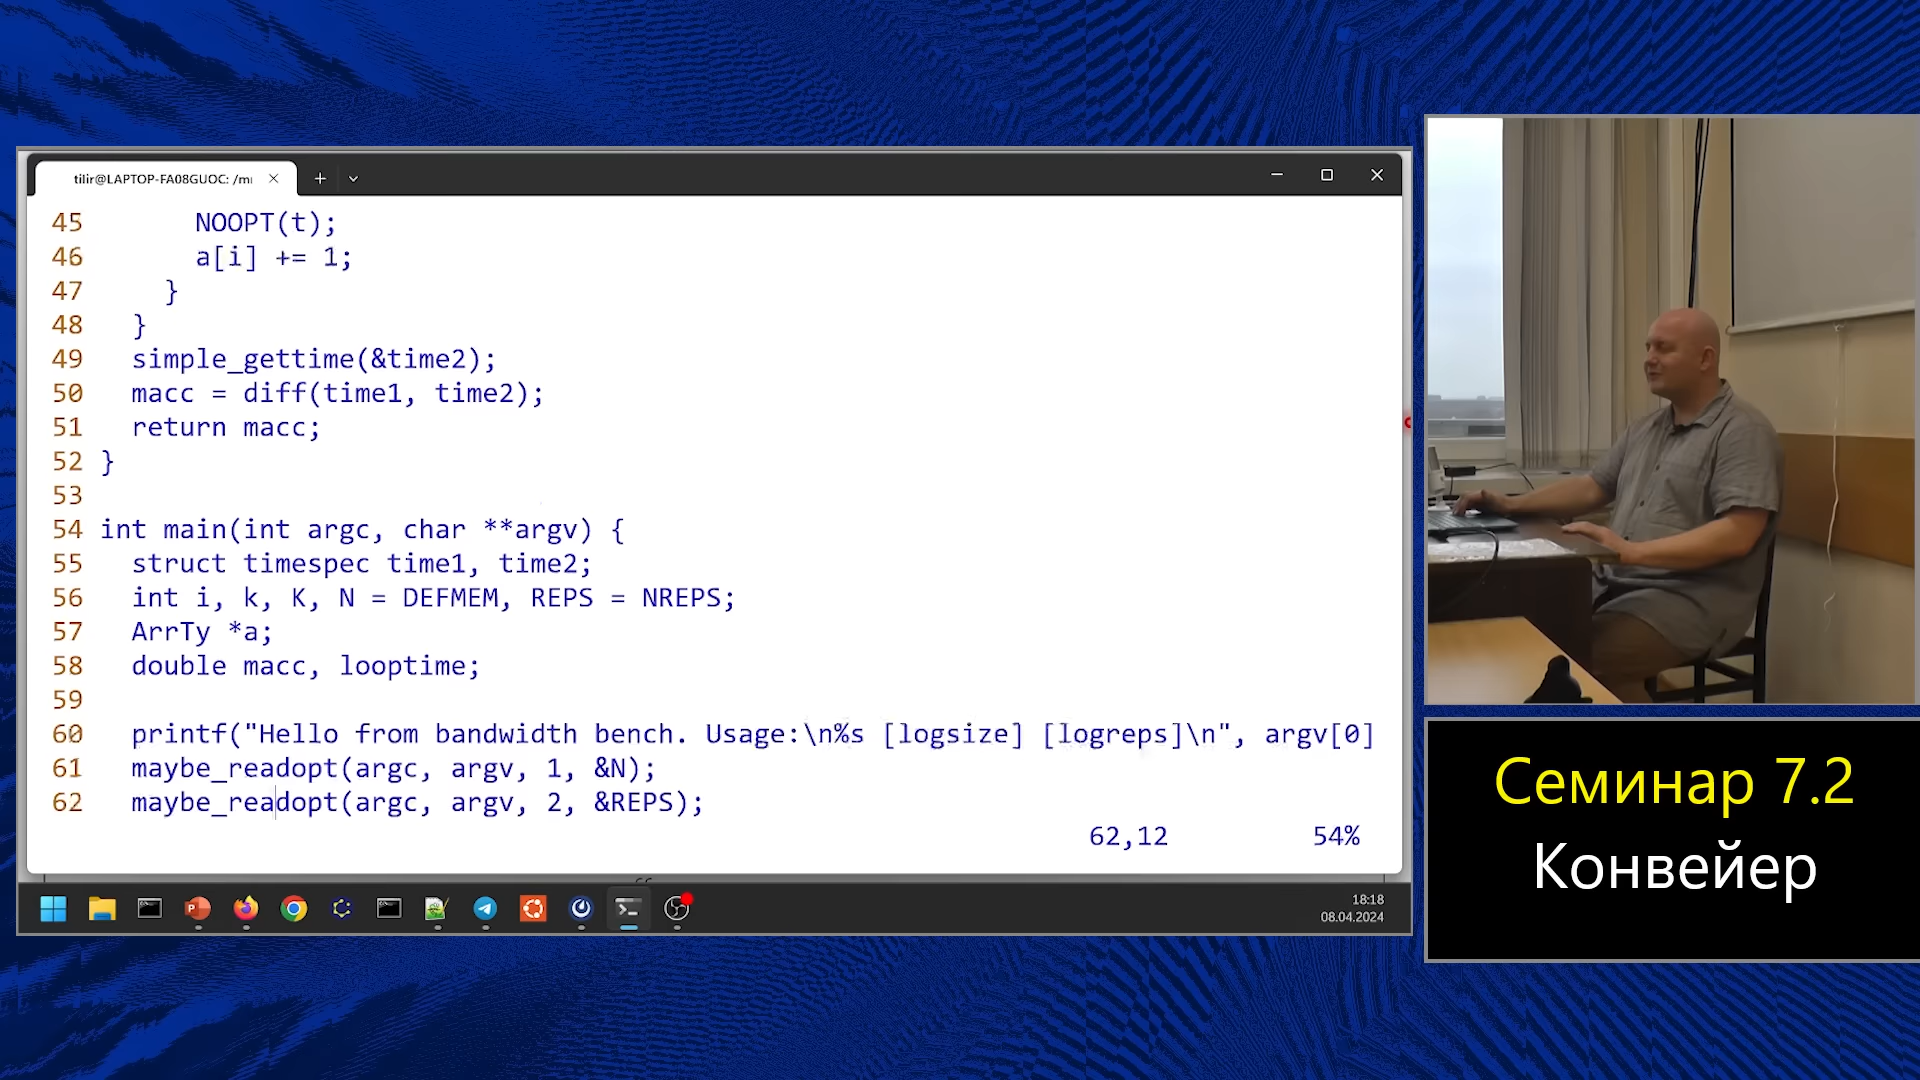 tilir@LAPTOP-FA08GUOC: /m
45 NOOPT(t);
46 a[i] += 1;
47 }
48 }
49 simple_gettime(&time2);
50 macc = diff(time1, time2);
51 return macc;
52 }
53
54 int main(int argc, char **argv) {
55 struct timespec time1, time2;
56 int i, k, K, N = DEFMEM, REPS = NREPS;
57 ArrTy *a;
58 double macc, looptime;
59
60 printf("Hello from bandwidth bench. Usage:\n%s [logsize] [logreps]\n", argv[0]
61 maybe_readopt(argc, argv, 1, &N);
62 maybe_readopt(argc, argv, 2, &REPS);
62,12 54%
18:18
08.04.2024
Семинар 7.2
Конвейер